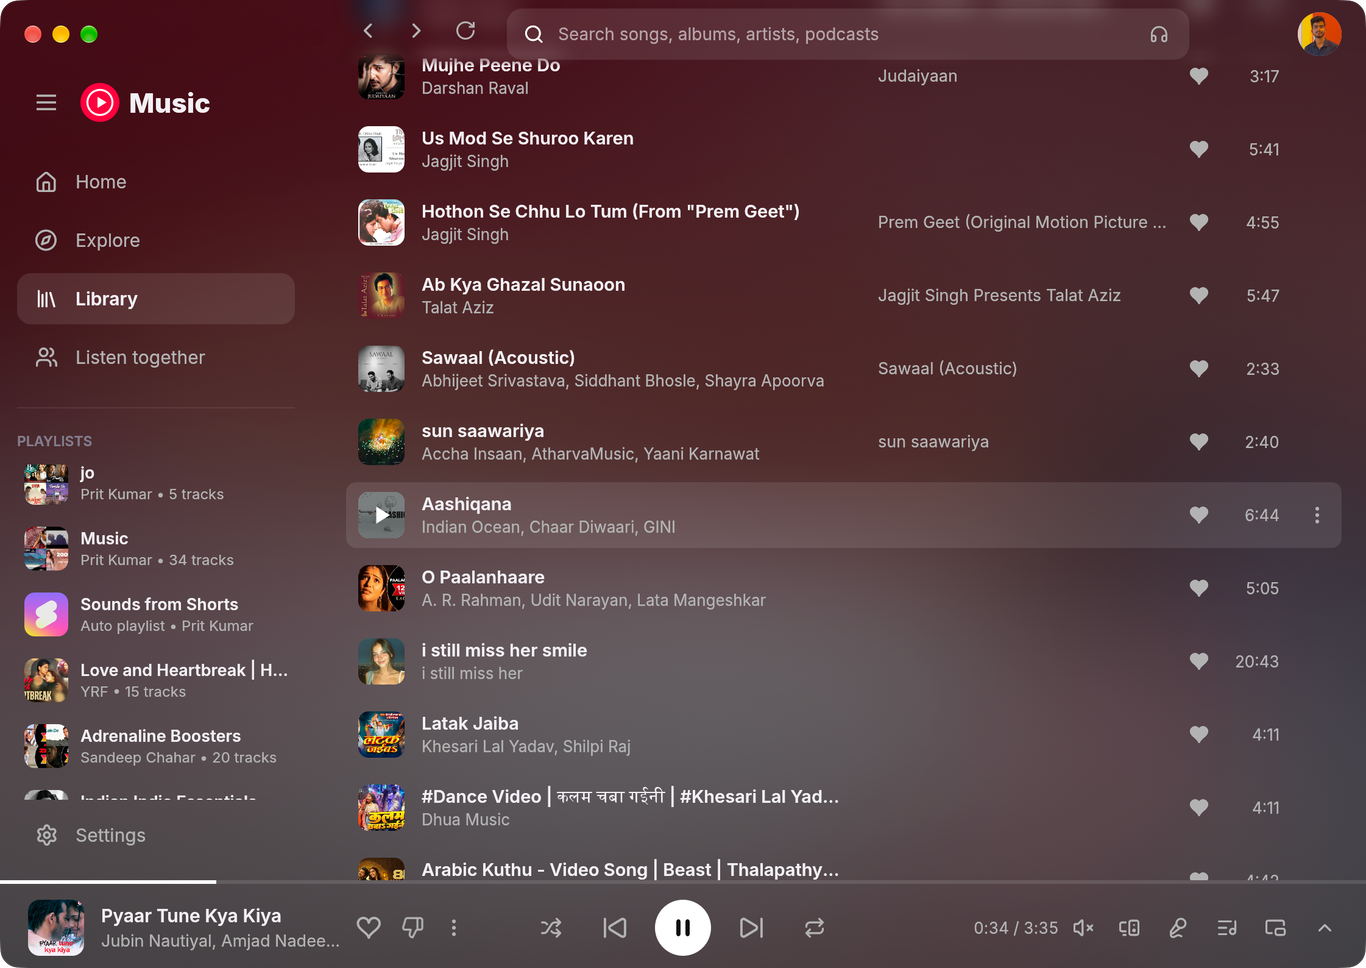 Search songs, albums, artists, podcasts
Music
Home
Explore
Library
Listen together
PLAYLISTS
jo
Prit Kumar • 5 tracks
Music
Prit Kumar • 34 tracks
Sounds from Shorts
Auto playlist • Prit Kumar
Love and Heartbreak | H...
YRF • 15 tracks
Adrenaline Boosters
Sandeep Chahar • 20 tracks
Indian Indie Essentials
Settings
Mujhe Peene Do
Darshan Raval
Judaiyaan
3:17
Us Mod Se Shuroo Karen
Jagjit Singh
5:41
Hothon Se Chhu Lo Tum (From "Prem Geet")
Jagjit Singh
Prem Geet (Original Motion Picture ...
4:55
Ab Kya Ghazal Sunaoon
Talat Aziz
Jagjit Singh Presents Talat Aziz
5:47
Sawaal (Acoustic)
Abhijeet Srivastava, Siddhant Bhosle, Shayra Apoorva
Sawaal (Acoustic)
2:33
sun saawariya
Accha Insaan, AtharvaMusic, Yaani Karnawat
sun saawariya
2:40
Aashiqana
Indian Ocean, Chaar Diwaari, GINI
6:44
O Paalanhaare
A. R. Rahman, Udit Narayan, Lata Mangeshkar
5:05
i still miss her smile
i still miss her
20:43
Latak Jaiba
Khesari Lal Yadav, Shilpi Raj
4:11
#Dance Video | कलम चबा गईनी | #Khesari Lal Yad...
Dhua Music
4:11
Arabic Kuthu - Video Song | Beast | Thalapathy...
Pyaar Tune Kya Kiya
Jubin Nautiyal, Amjad Nadee...
0:34 / 3:35